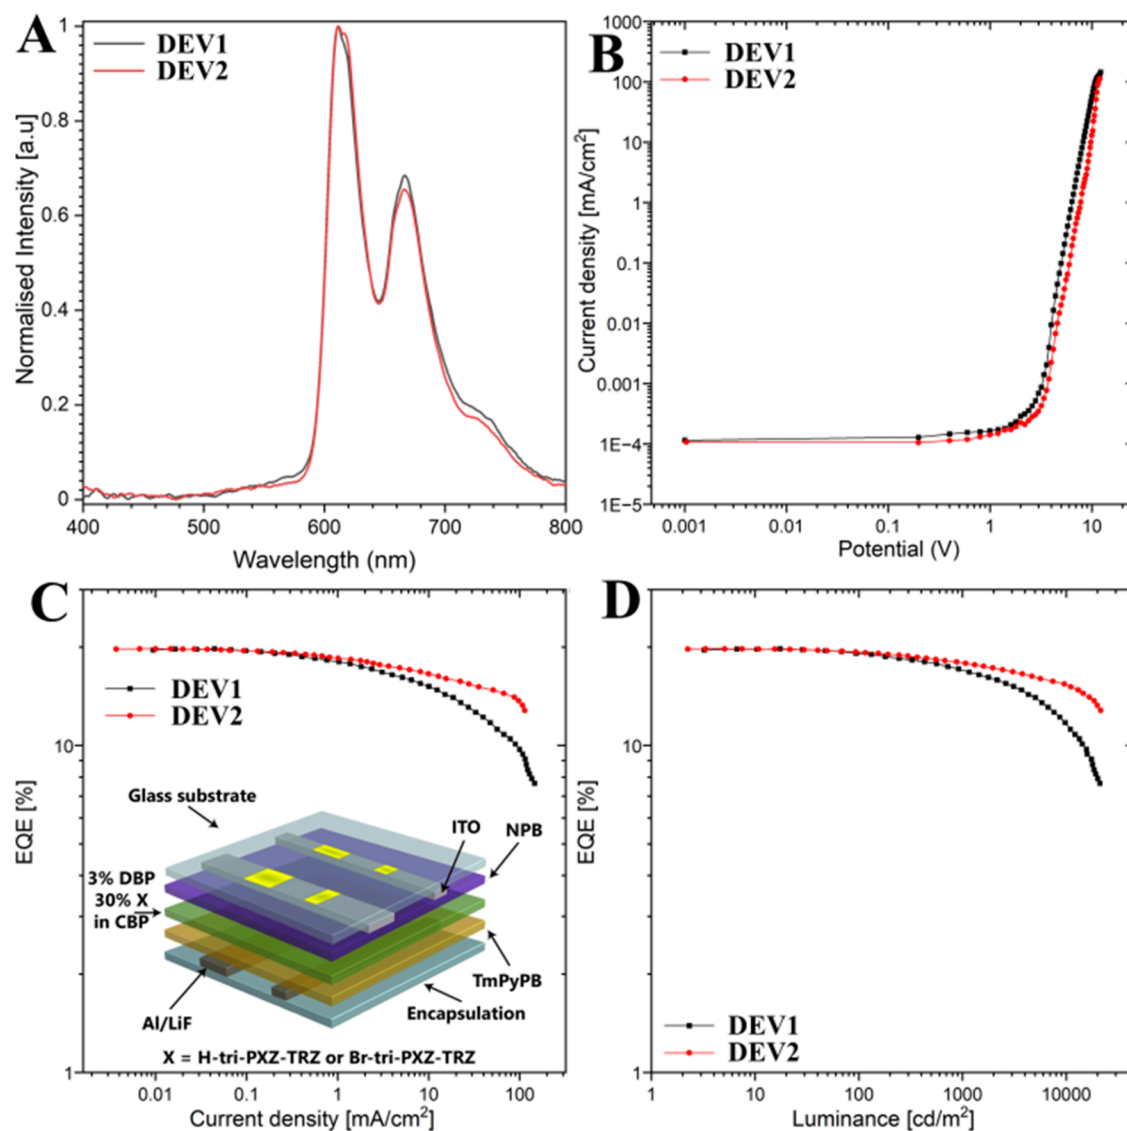 A
DEV1
DEV2
Normalised Intensity [a.u]
1
0.8
0.6
0.4
0.2
0
400
500
600
700
800
Wavelength (nm)
B
DEV1
DEV2
Current density [mA/cm²]
1000
100
10
1
0.1
0.01
0.001
1E-4
1E-5
0.001
0.01
0.1
1
10
Potential (V)
C
DEV1
DEV2
EQE [%]
10
1
Glass substrate
ITO
NPB
3% DBP
30% X
in CBP
TmPyPB
Al/LiF
Encapsulation
X = H-tri-PXZ-TRZ or Br-tri-PXZ-TRZ
0.01
0.1
1
10
100
Current density [mA/cm²]
D
EQE [%]
10
1
DEV1
DEV2
1
10
100
1000
10000
Luminance [cd/m²]